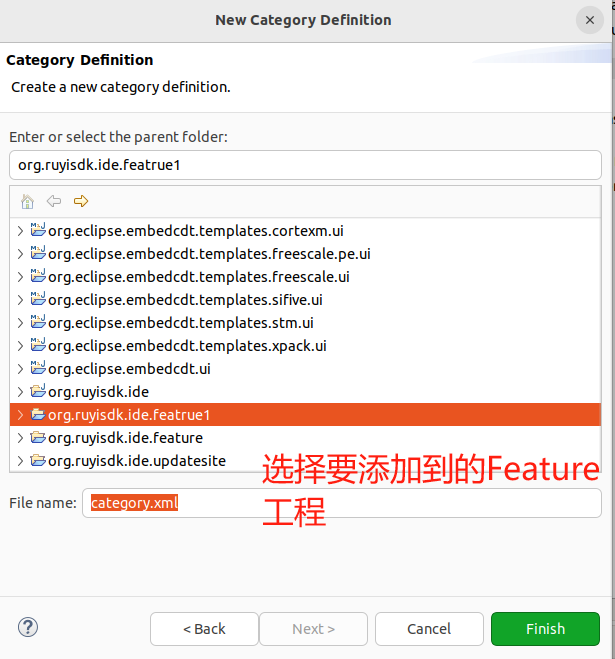 New Category Definition
Category Definition
Create a new category definition.
Enter or select the parent folder:
org.ruyisdk.ide.featrue1
org.eclipse.embedcdt.templates.cortexm.ui
org.eclipse.embedcdt.templates.freescale.pe.ui
org.eclipse.embedcdt.templates.freescale.ui
org.eclipse.embedcdt.templates.sifive.ui
org.eclipse.embedcdt.templates.stm.ui
org.eclipse.embedcdt.templates.xpack.ui
org.eclipse.embedcdt.ui
org.ruyisdk.ide
org.ruyisdk.ide.featrue1
org.ruyisdk.ide.feature
org.ruyisdk.ide.updatesite
选择要添加到的Feature
工程
File name: category.xml
< Back
Next >
Cancel
Finish